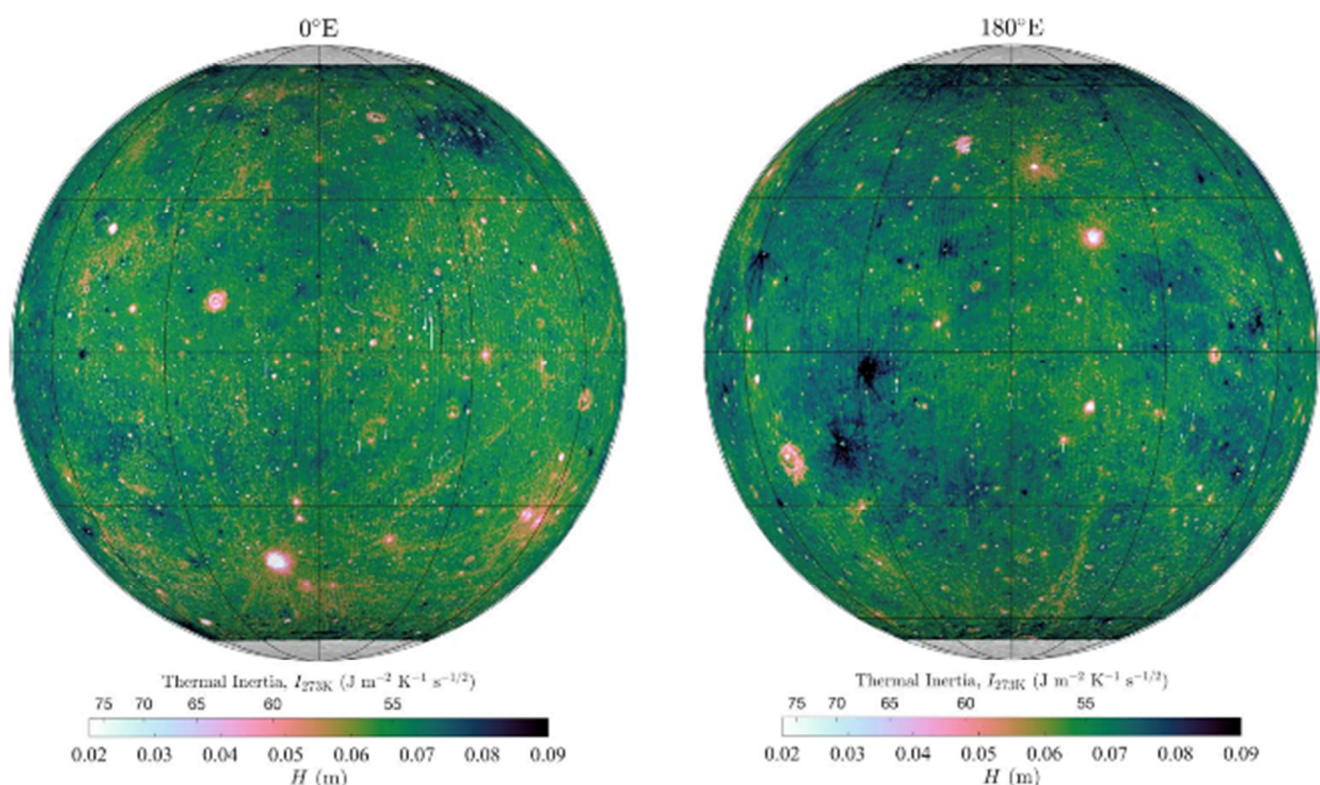 0°E
180°E
Thermal Inertia, I₂₇₃K (J m⁻² K⁻¹ s⁻¹/²)
75 70 65 60 55
0.02 0.03 0.04 0.05 0.06 0.07 0.08 0.09
H (m)
Thermal Inertia, I₂₇₃K (J m⁻² K⁻¹ s⁻¹/²)
75 70 65 60 55
0.02 0.03 0.04 0.05 0.06 0.07 0.08 0.09
H (m)